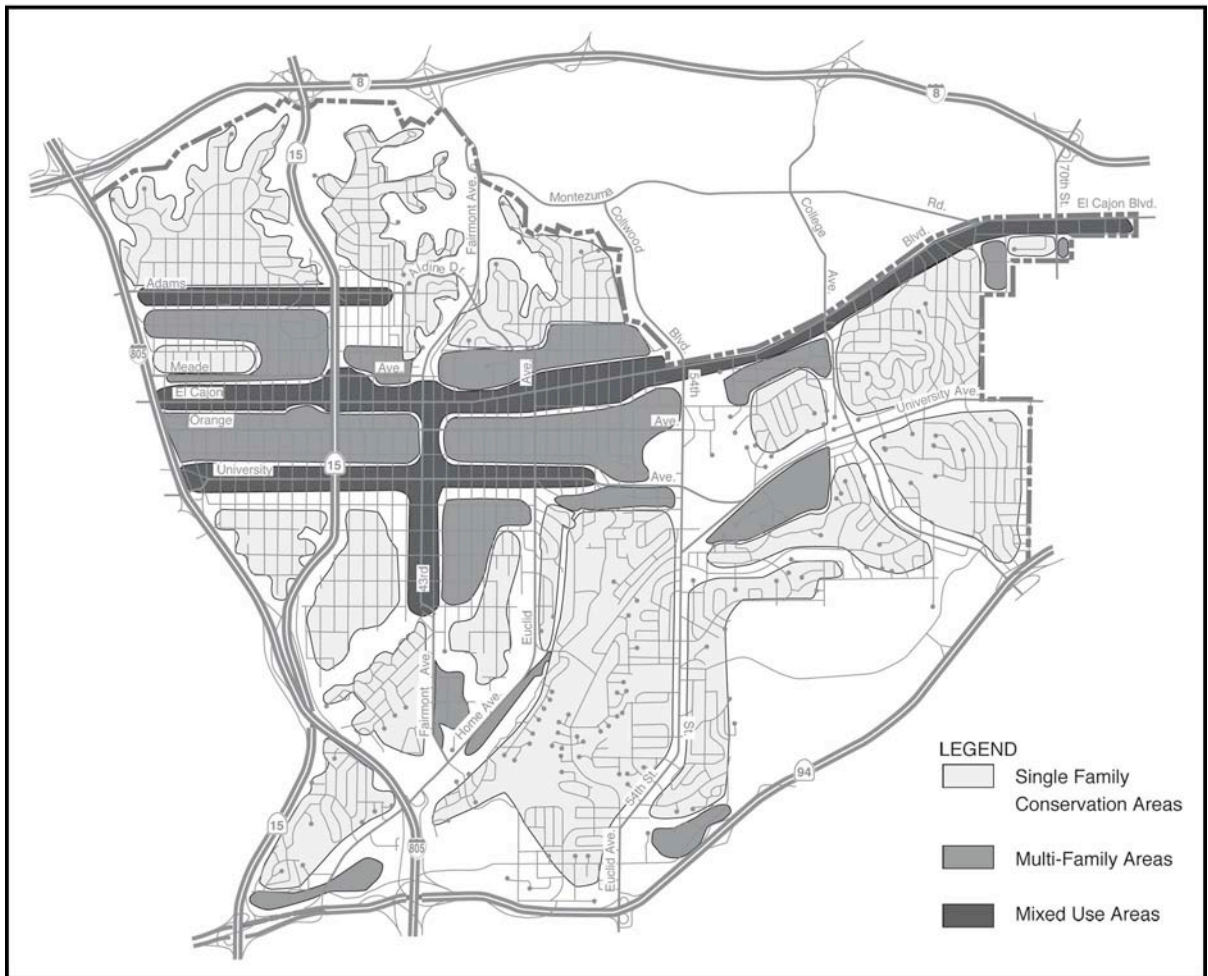 8
8
15
70th St.
El Cajon Blvd.
Montezuma
Rd.
Fairmont Ave.
Collwood
College
Blvd.
Aldine Dr.
Adams
Ave.
805
Meade
Ave.
Ave
Blvd
El Cajon
54th
University Ave.
Orange
Ave.
15
University
Ave.
43rd
Euclid
Fairmont Ave.
Home Ave.
St.
54th St.
94
15
805
Euclid Ave.
LEGEND
Single Family
Conservation Areas
Multi-Family Areas
Mixed Use Areas